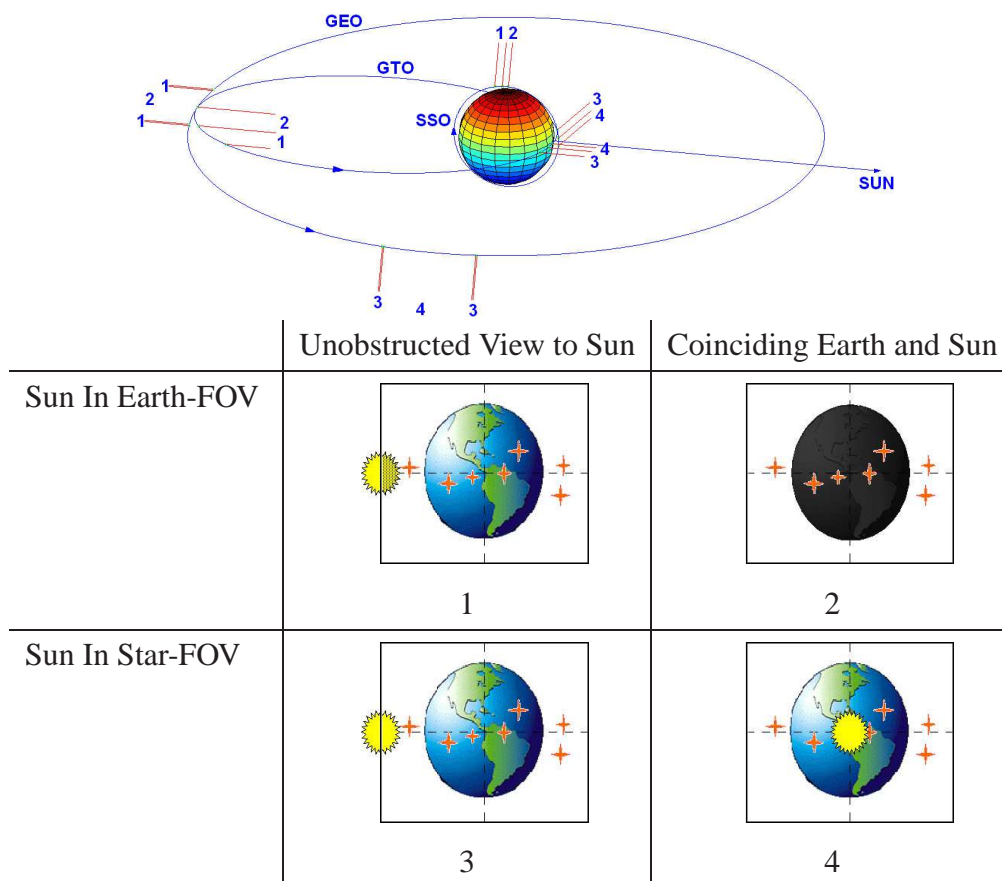 GEO
1 2
GTO
1
2
3
SSO
4
1
2
4
1
3
SUN
3
4
3
Unobstructed View to Sun
Coinciding Earth and Sun
Sun In Earth-FOV
1
2
Sun In Star-FOV
3
4